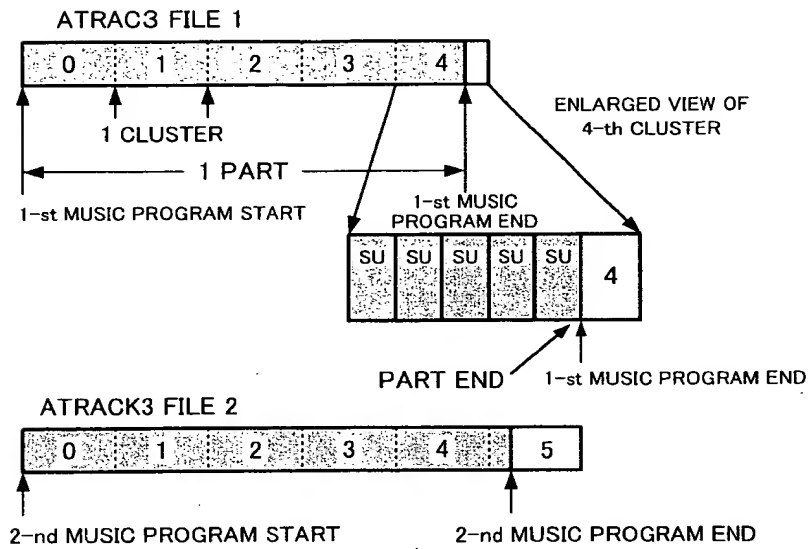 ATRAC3 FILE 1
0 1 2 3 4
1 CLUSTER
ENLARGED VIEW OF
4-th CLUSTER
1 PART
1-st MUSIC PROGRAM START
1-st MUSIC
PROGRAM END
SU SU SU SU SU 4
PART END
1-st MUSIC PROGRAM END
ATRACK3 FILE 2
0 1 2 3 4 5
2-nd MUSIC PROGRAM START
2-nd MUSIC PROGRAM END